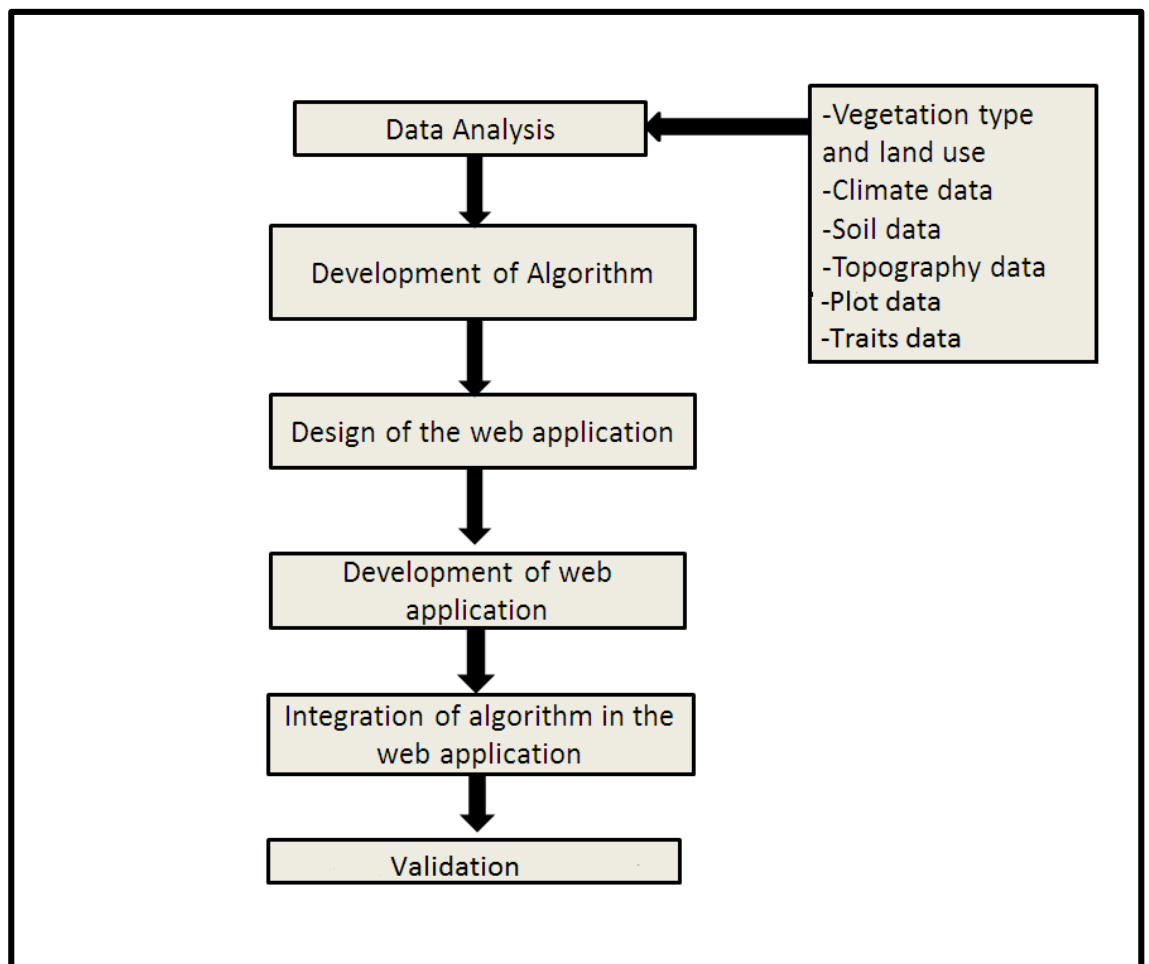 Data Analysis
-Vegetation type
and land use
-Climate data
-Soil data
-Topography data
-Plot data
-Traits data
Development of Algorithm
Design of the web application
Development of web
application
Integration of algorithm in the
web application
Validation